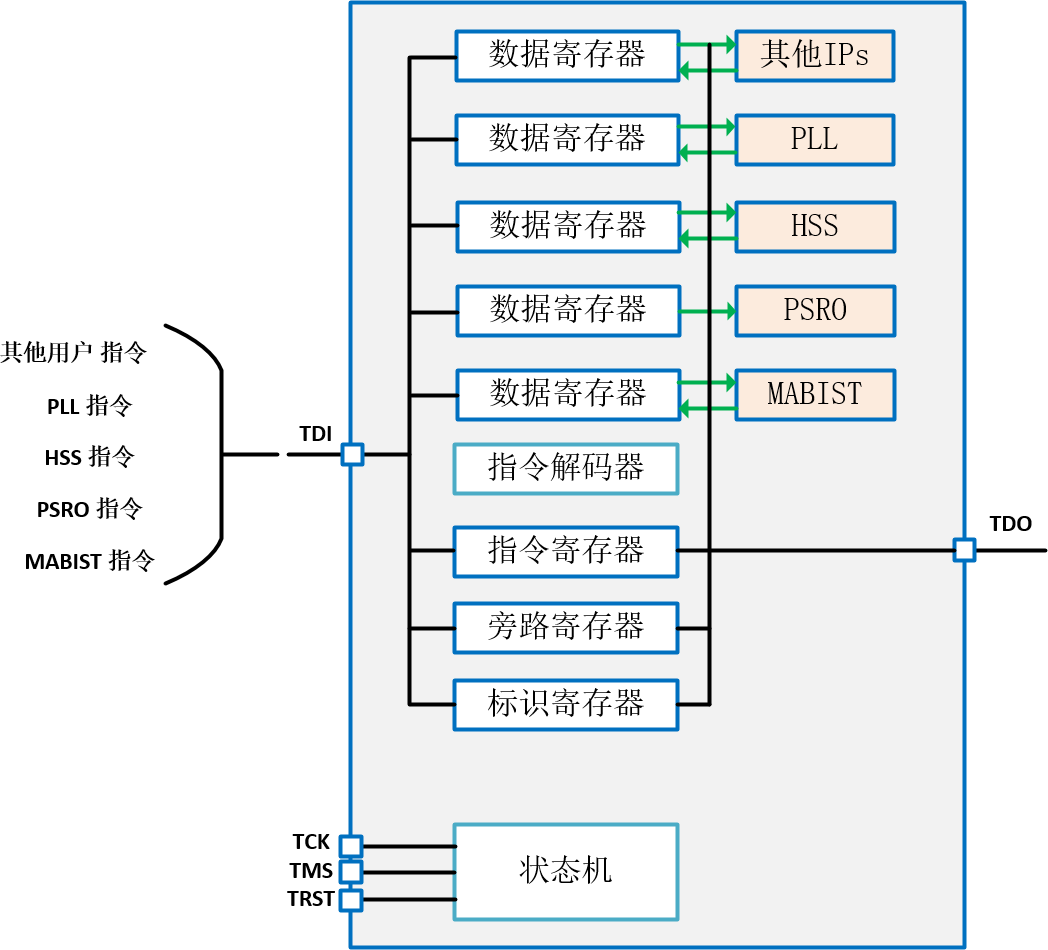 数据寄存器
其他IPs
数据寄存器
PLL
数据寄存器
HSS
数据寄存器
PSRO
数据寄存器
MABIST
其他用户 指令
PLL 指令
HSS 指令
PSRO 指令
MABIST 指令
TDI
指令解码器
指令寄存器
TDO
旁路寄存器
标识寄存器
TCK
TMS
TRST
状态机